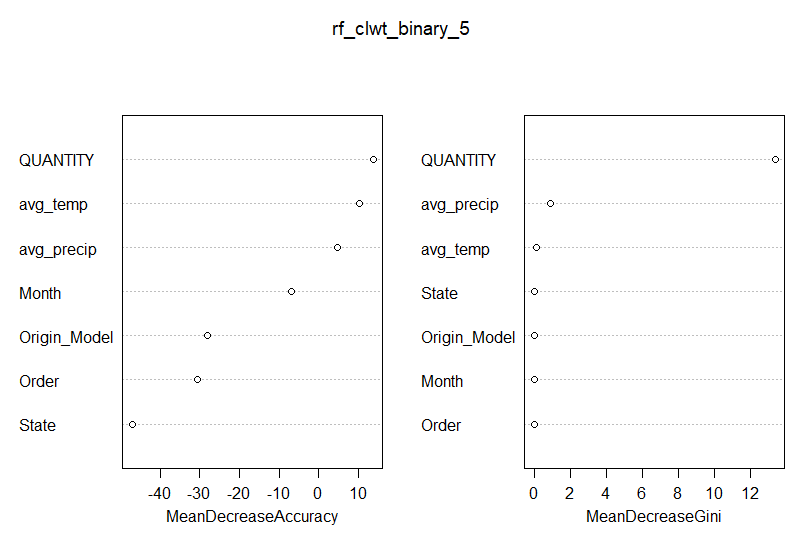 rf_clwt_binary_5
QUANTITY
avg_temp
avg_precip
Month
Origin_Model
Order
State
-40 -30 -20 -10 0 10
MeanDecreaseAccuracy
QUANTITY
avg_precip
avg_temp
State
Origin_Model
Month
Order
0 2 4 6 8 10 12
MeanDecreaseGini